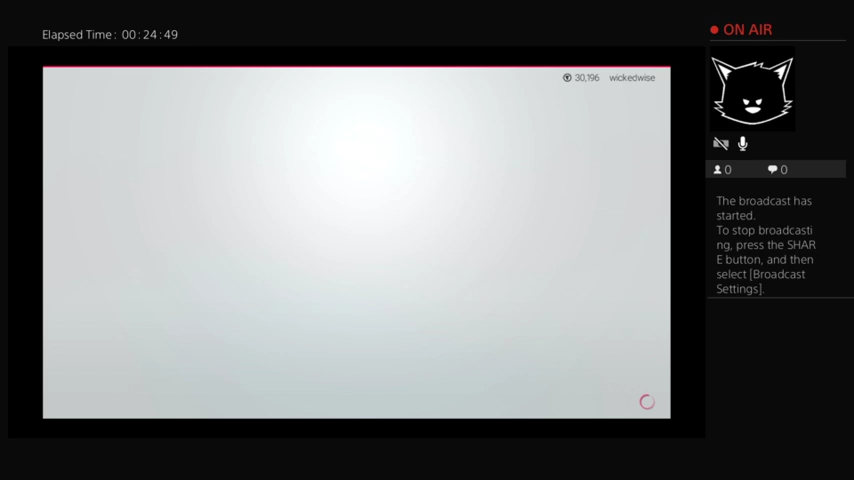 Elapsed Time: 00:24:49
ON AIR
30,196 wickedwise
0 0
The broadcast has
started.
To stop broadcasti
ng, press the SHAR
E button, and then
select [Broadcast
Settings].